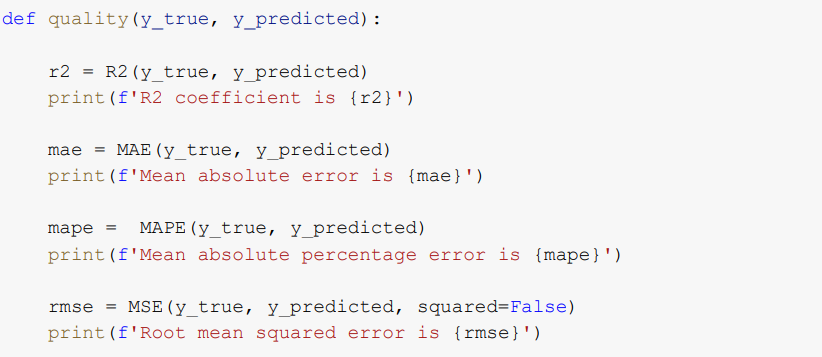 def quality(y_true, y_predicted):
    r2 = R2(y_true, y_predicted)
    print(f'R2 coefficient is {r2}')
    mae = MAE(y_true, y_predicted)
    print(f'Mean absolute error is {mae}')
    mape =  MAPE(y_true, y_predicted)
    print(f'Mean absolute percentage error is {mape}')
    rmse = MSE(y_true, y_predicted, squared=False)
    print(f'Root mean squared error is {rmse}')